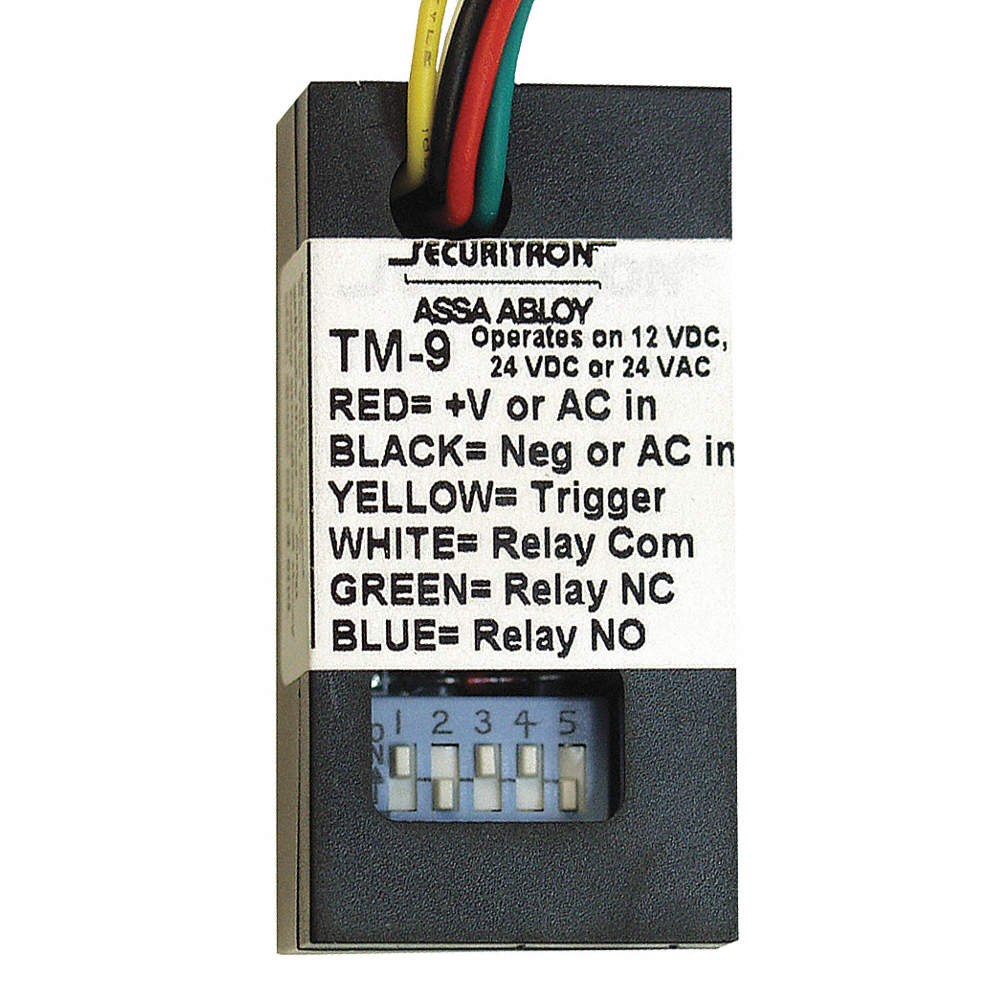 SECURITRON
ASSA ABLOY
TM-9 Operates on 12 VDC,
24 VDC or 24 VAC
RED= +V or AC in
BLACK= Neg or AC in
YELLOW= Trigger
WHITE= Relay Com
GREEN= Relay NC
BLUE= Relay NO
1 2 3 4 5